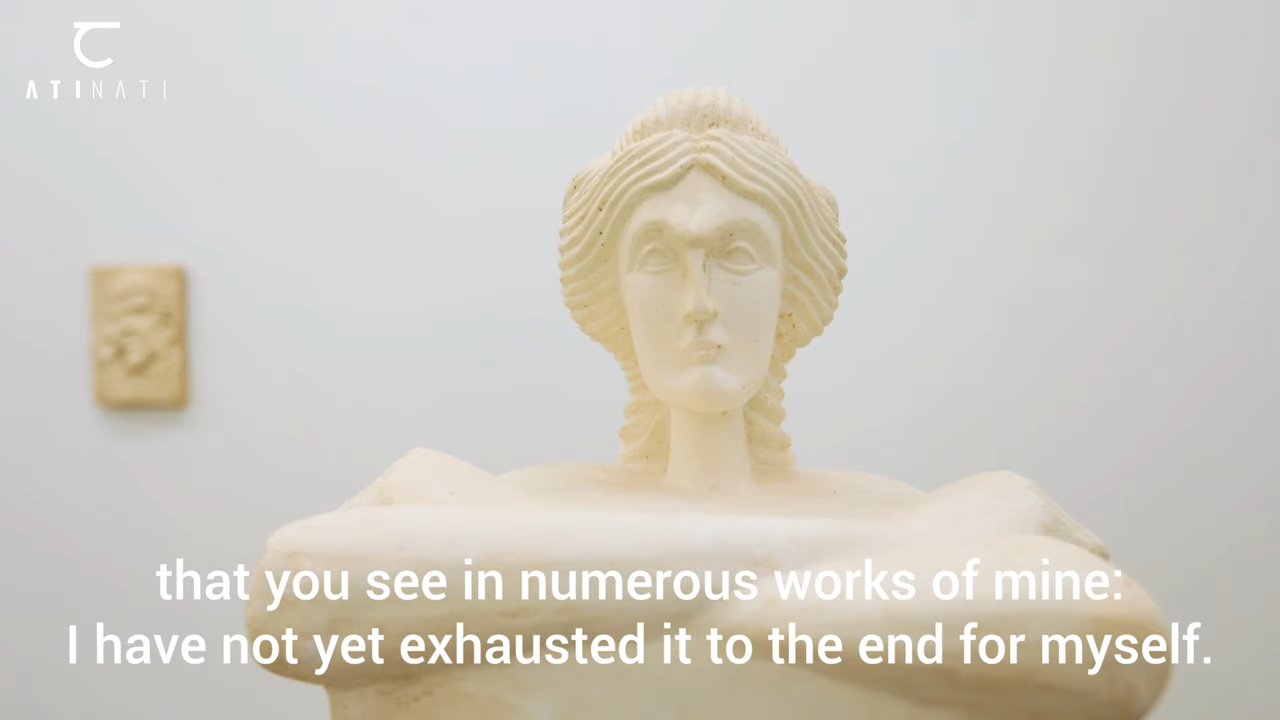 ATINATI
that you see in numerous works of mine:
I have not yet exhausted it to the end for myself.